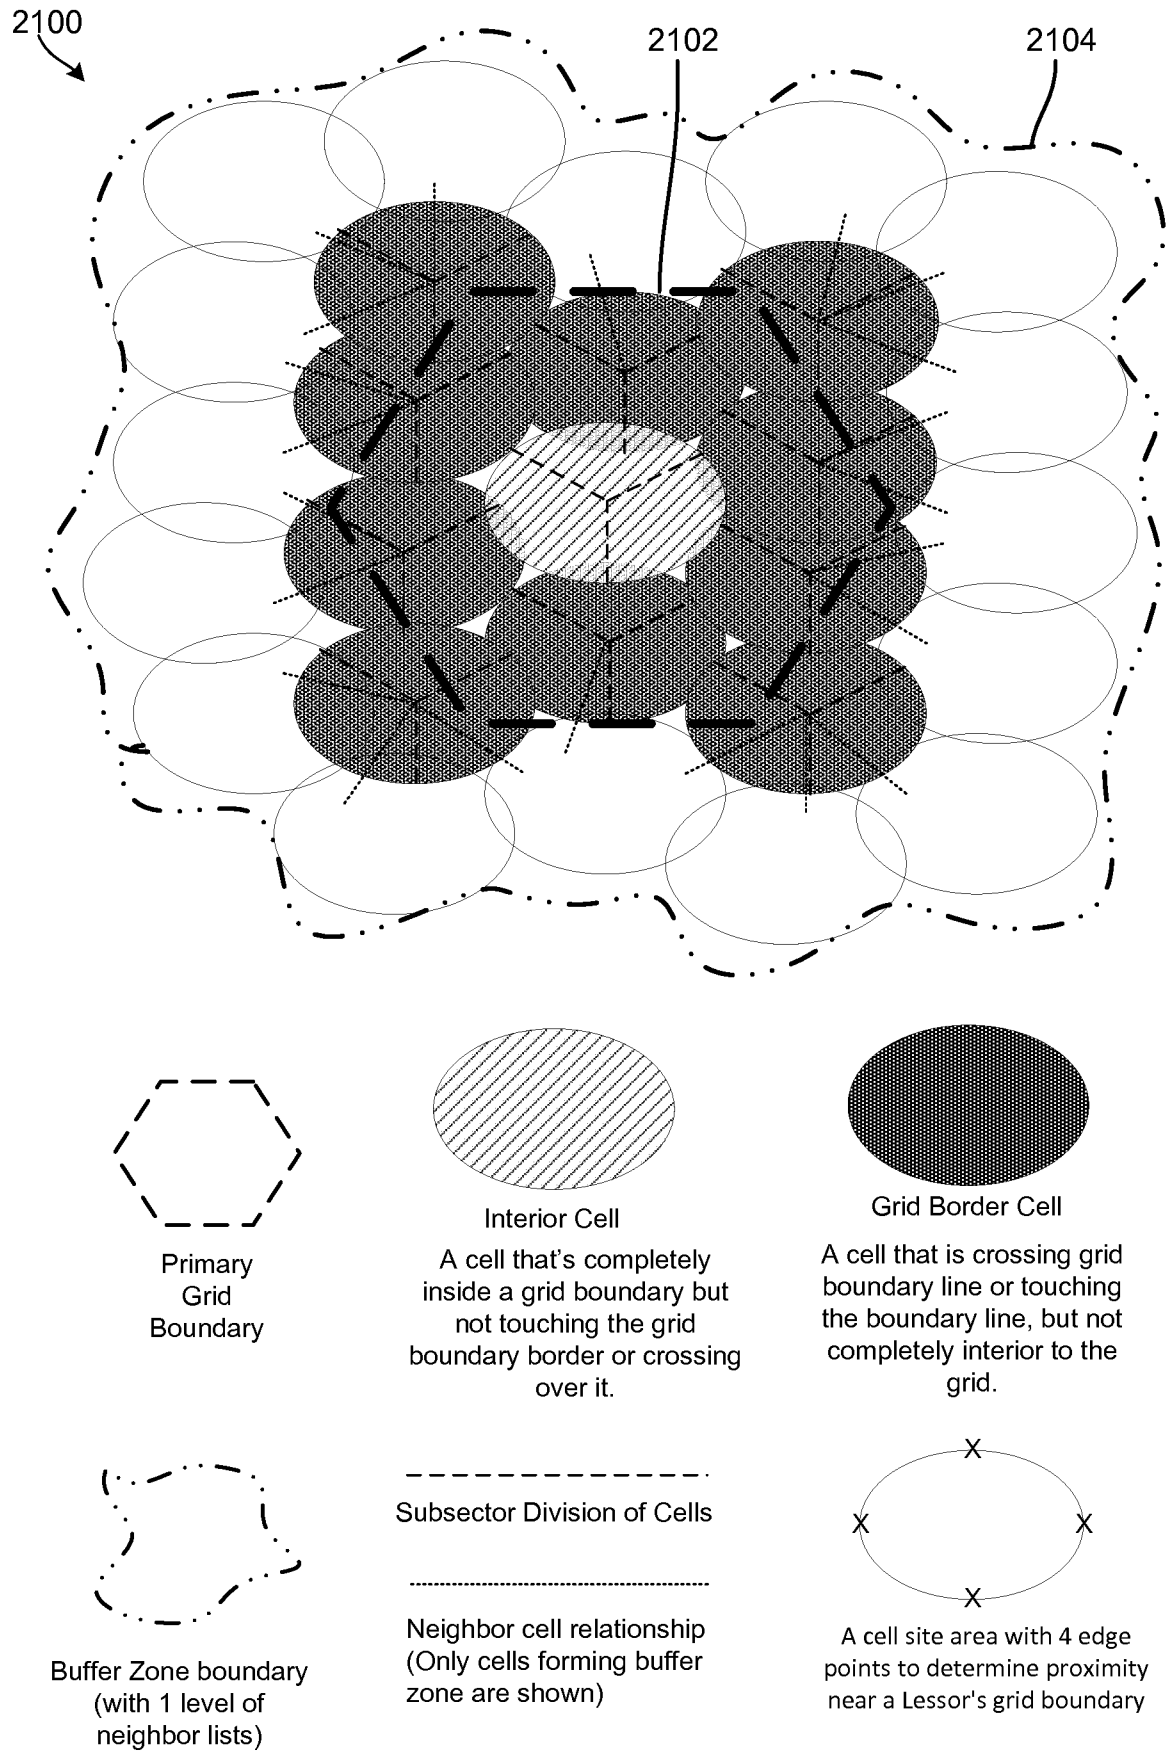 2100
2102
2104
Primary
Grid
Boundary
Interior Cell
A cell that's completely
inside a grid boundary but
not touching the grid
boundary border or crossing
over it.
Grid Border Cell
A cell that is crossing grid
boundary line or touching
the boundary line, but not
completely interior to the
grid.
Buffer Zone boundary
(with 1 level of
neighbor lists)
Subsector Division of Cells
Neighbor cell relationship
(Only cells forming buffer
zone are shown)
X
X
X
X
A cell site area with 4 edge
points to determine proximity
near a Lessor's grid boundary